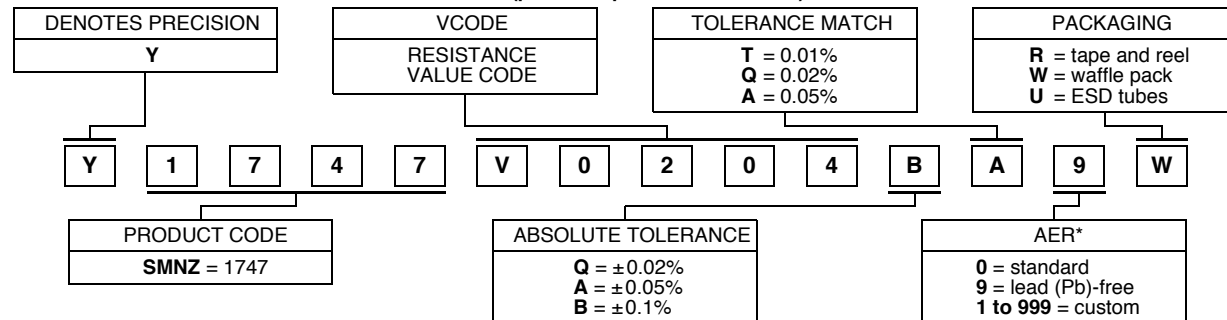 DENOTES PRECISION
Y
VCODE
RESISTANCE
VALUE CODE
TOLERANCE MATCH
T = 0.01%
Q = 0.02%
A = 0.05%
PACKAGING
R = tape and reel
W = waffle pack
U = ESD tubes
Y 1 7 4 7 V 0 2 0 4 B A 9 W
PRODUCT CODE
SMNZ = 1747
ABSOLUTE TOLERANCE
Q = ±0.02%
A = ±0.05%
B = ±0.1%
AER*
0 = standard
9 = lead (Pb)-free
1 to 999 = custom